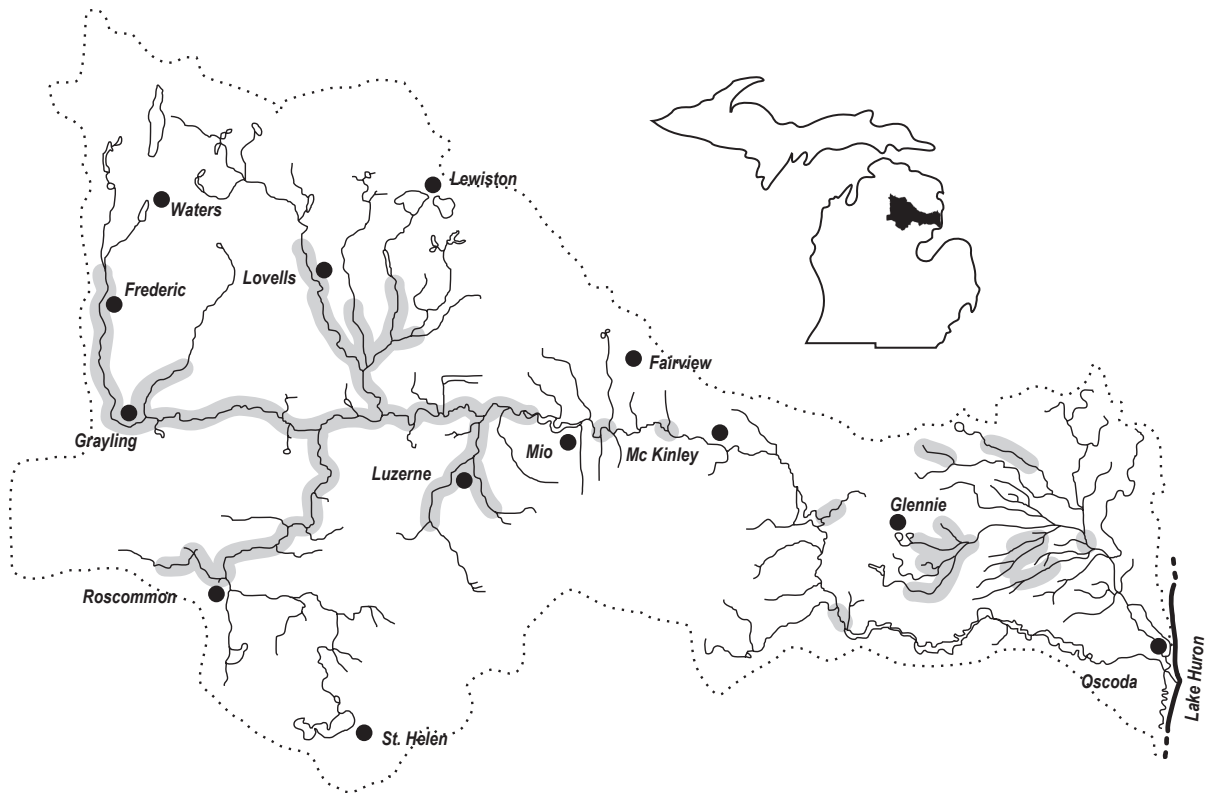 Lewiston
Waters
Lovells
Frederic
Fairview
Grayling
Mio
Mc Kinley
Luzerne
Glennie
Roscommon
Oscoda
Lake Huron
St. Helen